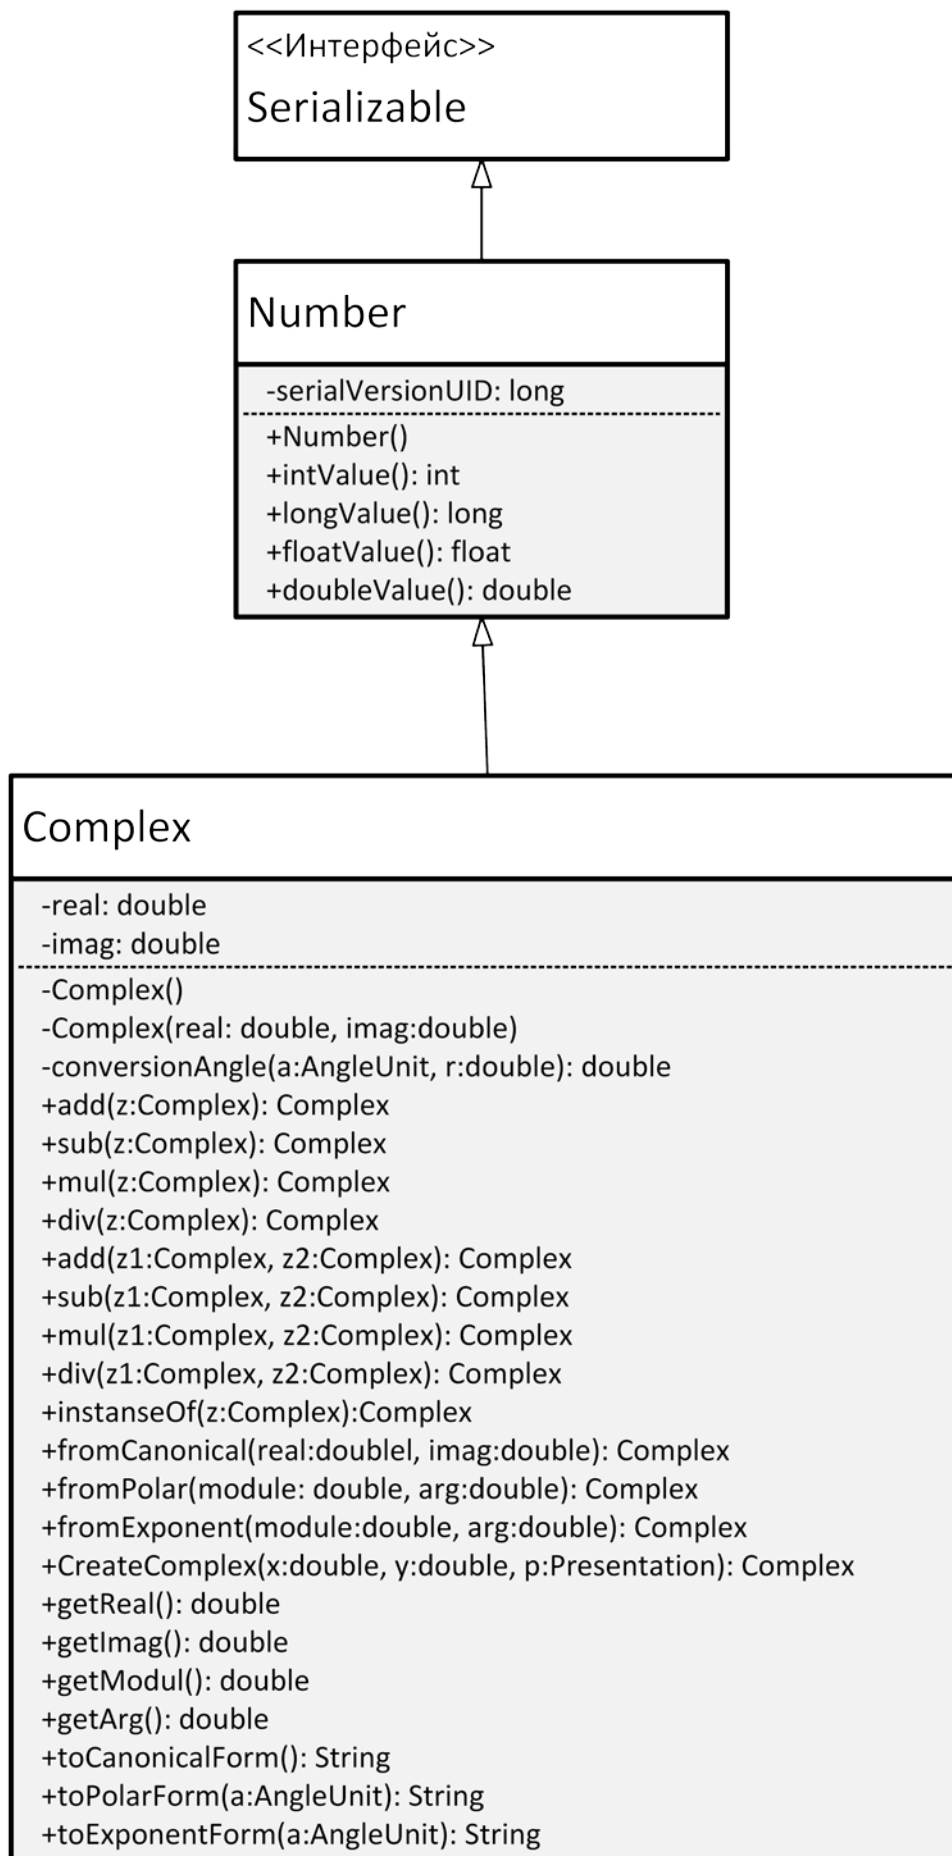 <<Интерфейс>>
Serializable
Number
-serialVersionUID: long
+Number()
+intValue(): int
+longValue(): long
+floatValue(): float
+doubleValue(): double
Complex
-real: double
-imag: double
-Complex()
-Complex(real: double, imag:double)
-conversionAngle(a:AngleUnit, r:double): double
+add(z:Complex): Complex
+sub(z:Complex): Complex
+mul(z:Complex): Complex
+div(z:Complex): Complex
+add(z1:Complex, z2:Complex): Complex
+sub(z1:Complex, z2:Complex): Complex
+mul(z1:Complex, z2:Complex): Complex
+div(z1:Complex, z2:Complex): Complex
+instanseOf(z:Complex):Complex
+fromCanonical(real:doublel, imag:double): Complex
+fromPolar(module: double, arg:double): Complex
+fromExponent(module:double, arg:double): Complex
+CreateComplex(x:double, y:double, p:Presentation): Complex
+getReal(): double
+getImag(): double
+getModul(): double
+getArg(): double
+toCanonicalForm(): String
+toPolarForm(a:AngleUnit): String
+toExponentForm(a:AngleUnit): String